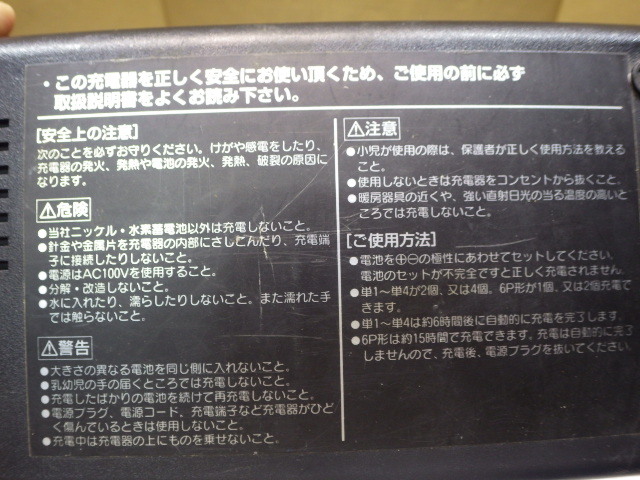 ・この充電器を正しく安全にお使い頂くため、ご使用の前に必ず
取扱説明書をよくお読み下さい。
[安全上の注意]
次のことを必ずお守りください。けがや感電をしたり、
充電器の発火、発熱や電池の発火、発熱、破裂の原因に
なります。
⚠危険
●当社ニッケル・水素蓄電池以外は充電しないこと。
●針金や金属片を充電器の内部にさしこんだり、充電端
子に接続したりしないこと。
●電源はAC100Vを使用すること。
●分解・改造しないこと。
●水に入れたり、濡らしたりしないこと。また濡れた手
では触らないこと。
⚠警告
●大きさの異なる電池を同じ側に入れないこと。
●乳幼児の手の届くところでは充電しないこと。
●充電したばかりの電池を続けて再充電しないこと。
●電源プラグ、電源コード、充電端子など充電器がひど
く傷んでいるときは使用しないこと。
●充電中は充電器の上にものを乗せないこと。
⚠注意
●小児が使用の際は、保護者が正しく使用方法を教える
こと。
●使用しないときは充電器をコンセントから抜くこと。
●暖房器具の近くや、強い直射日光の当る温度の高いと
ころでは充電しないこと。
[ご使用方法]
●電池を⊕⊖の極性にあわせてセットしてください。
電池のセットが不完全ですと正しく充電されません。
●単1〜単4が2個、又は4個、6P形が1個、又は2個充電で
きます。
●単1〜単4は約6時間後に自動的に充電を完了します。
●6P形は約15時間で充電できます。充電は自動的に完了
しませんので、充電後、電源プラグを抜いてください